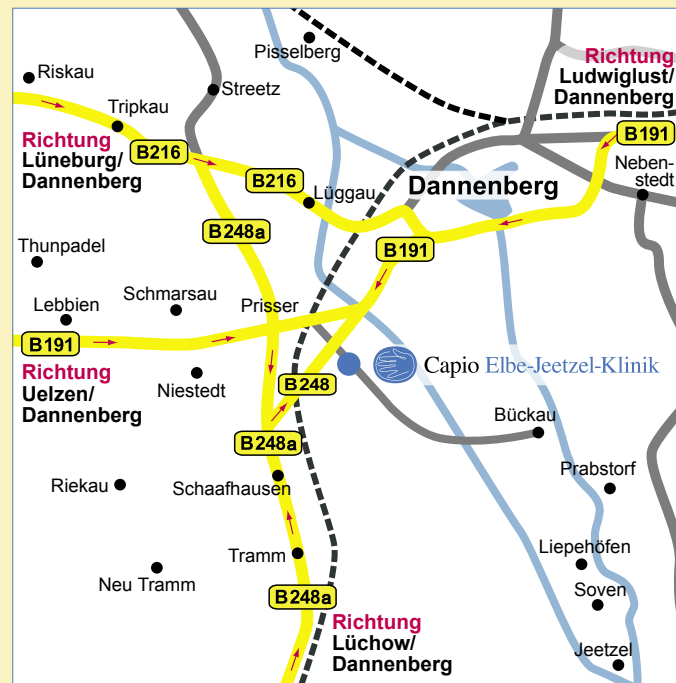 Pisselberg
Riskau
Streetz
Richtung
Ludwiglust/
Dannenberg
Tripkau
B191
Richtung
Lüneburg/
Dannenberg
B216
B216
Neben-
stedt
Dannenberg
Lüggau
B248a
B191
Thunpadel
Schmarsau
Prisser
Lebbien
B191
Richtung
Uelzen/
Dannenberg
Niestedt
B248
Capio Elbe-Jeetzel-Klinik
Bückau
B248a
Prabstorf
Riekau
Schaafhausen
Tramm
Liepehöfen
Neu Tramm
Soven
B248a
Richtung
Lüchow/
Dannenberg
Jeetzel